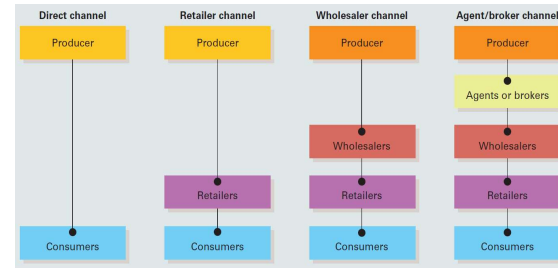 Direct channel
Retailer channel
Wholesaler channel
Agent/broker channel
Producer
Producer
Producer
Producer
Agents or brokers
Wholesalers
Wholesalers
Retailers
Retailers
Retailers
Consumers
Consumers
Consumers
Consumers